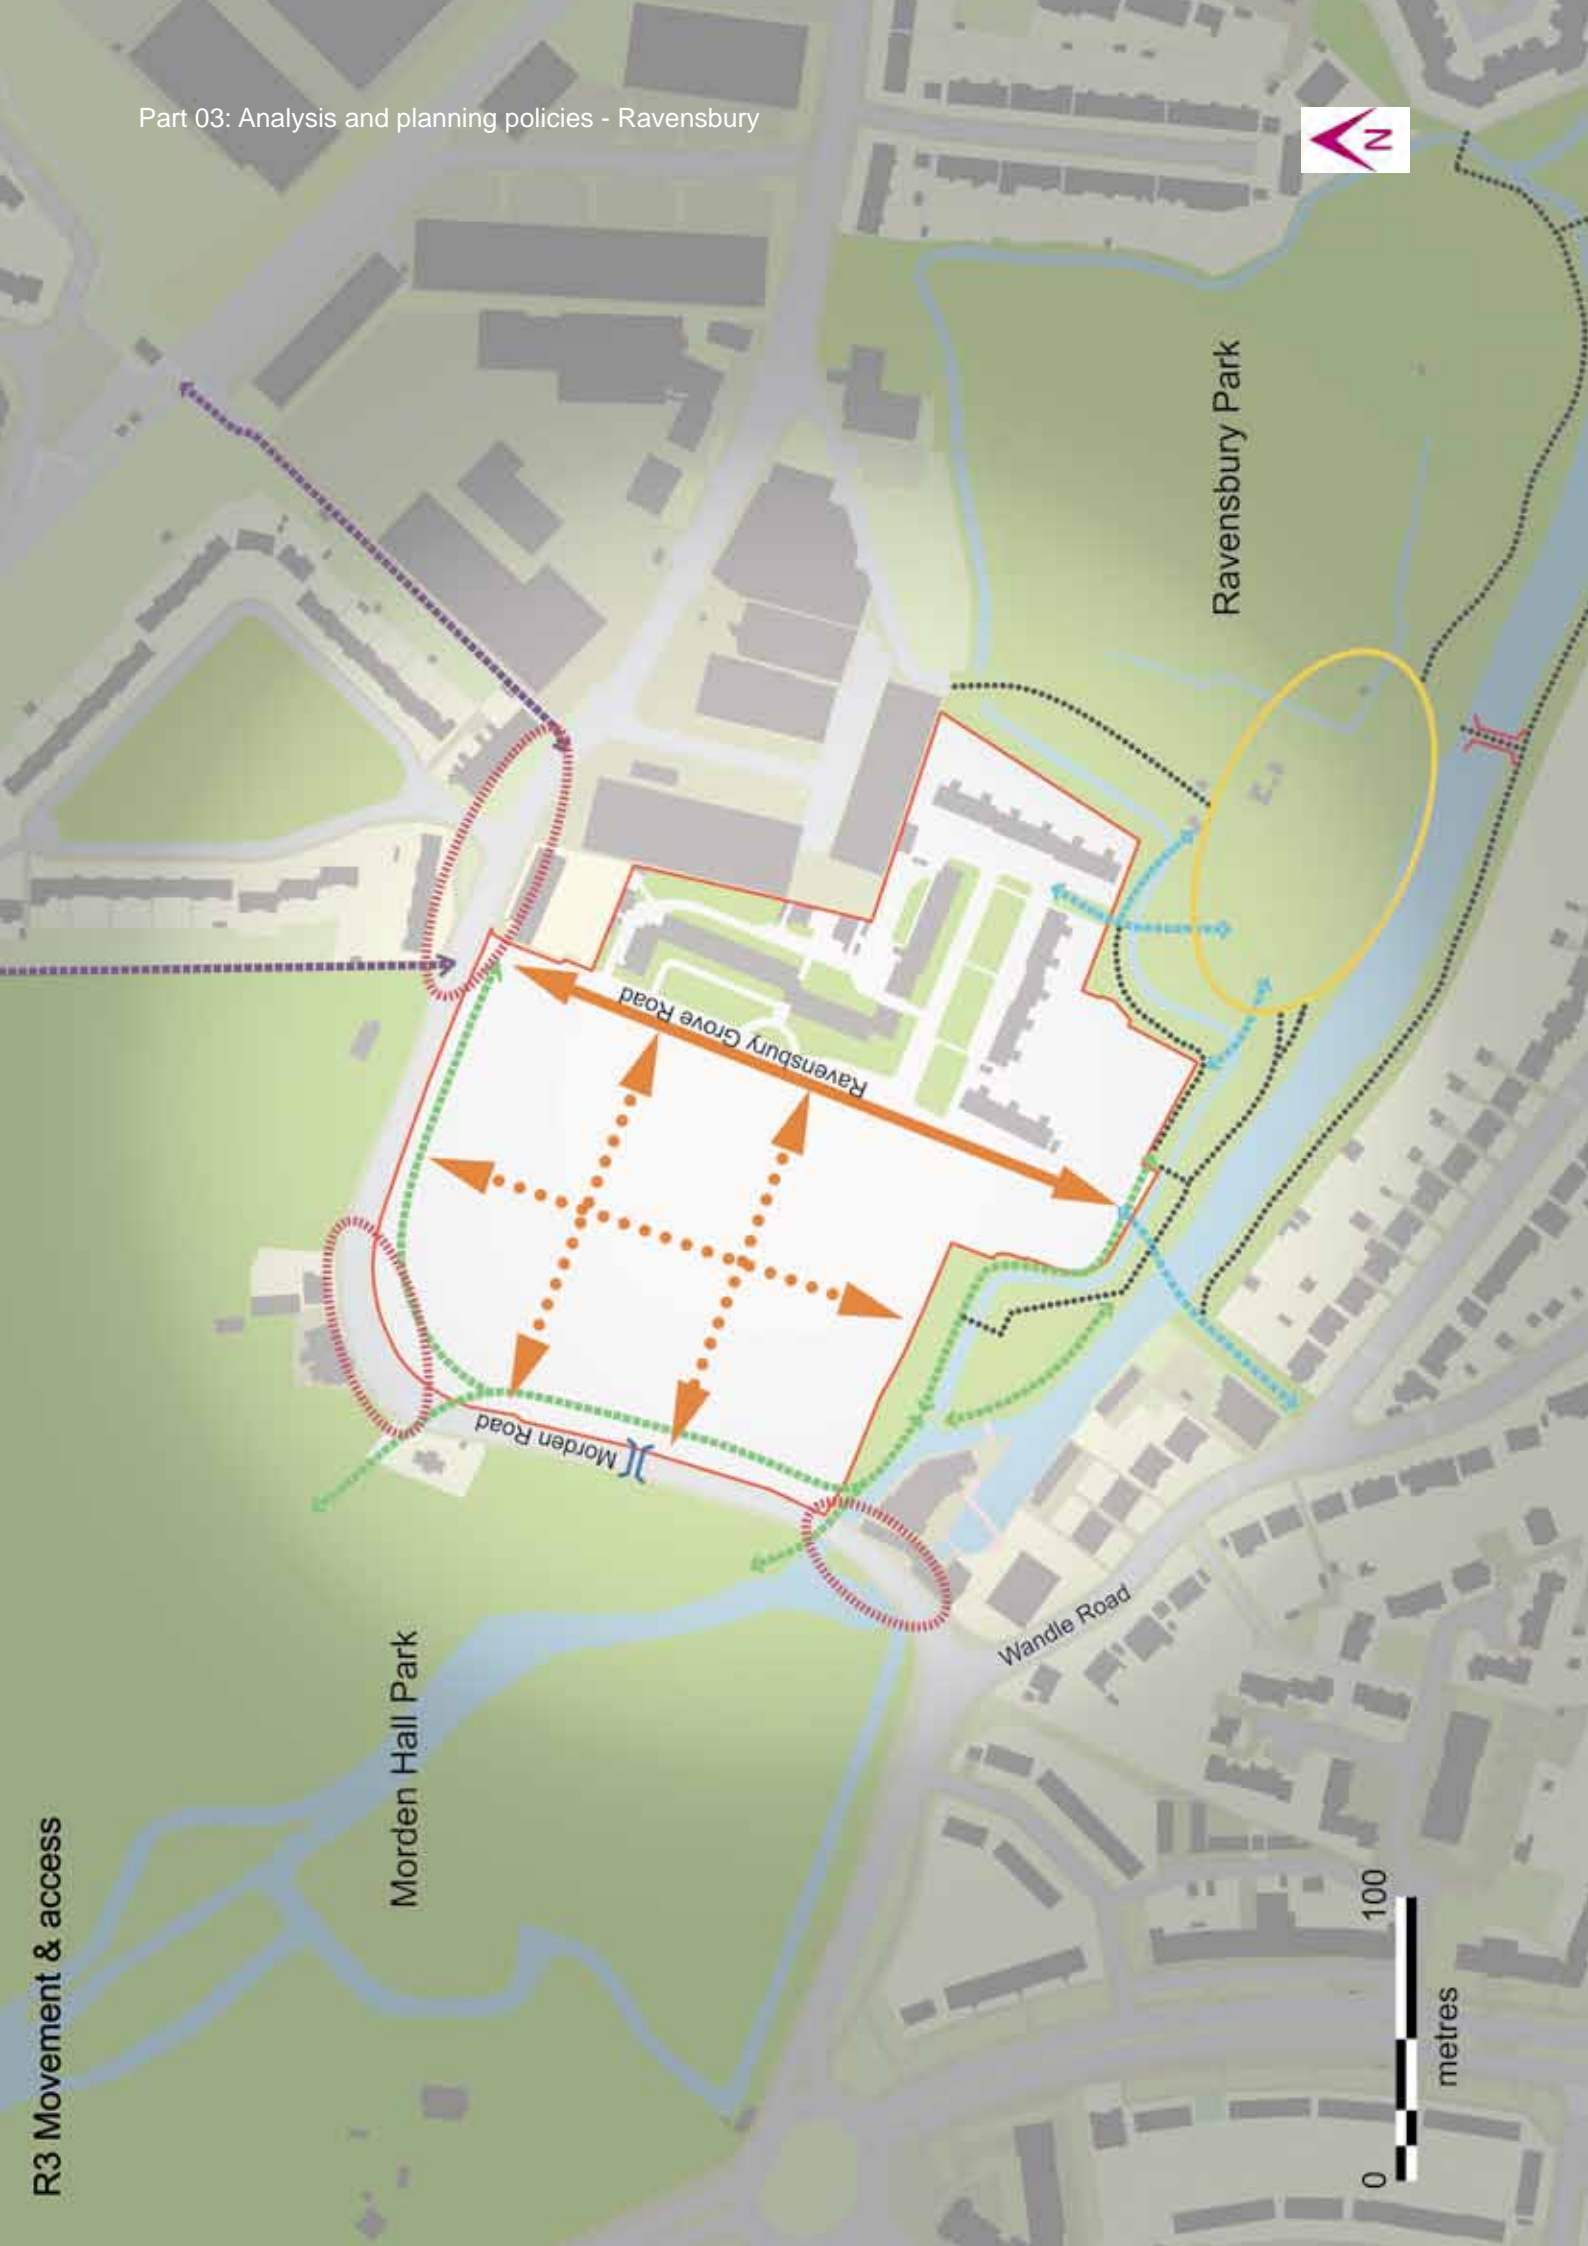 Part 03: Analysis and planning policies - Ravensbury
N
R3 Movement & access
Morden Hall Park
Ravensbury Park
Ravensbury Grove Road
Morden Road
Wandle Road
0 100
metres